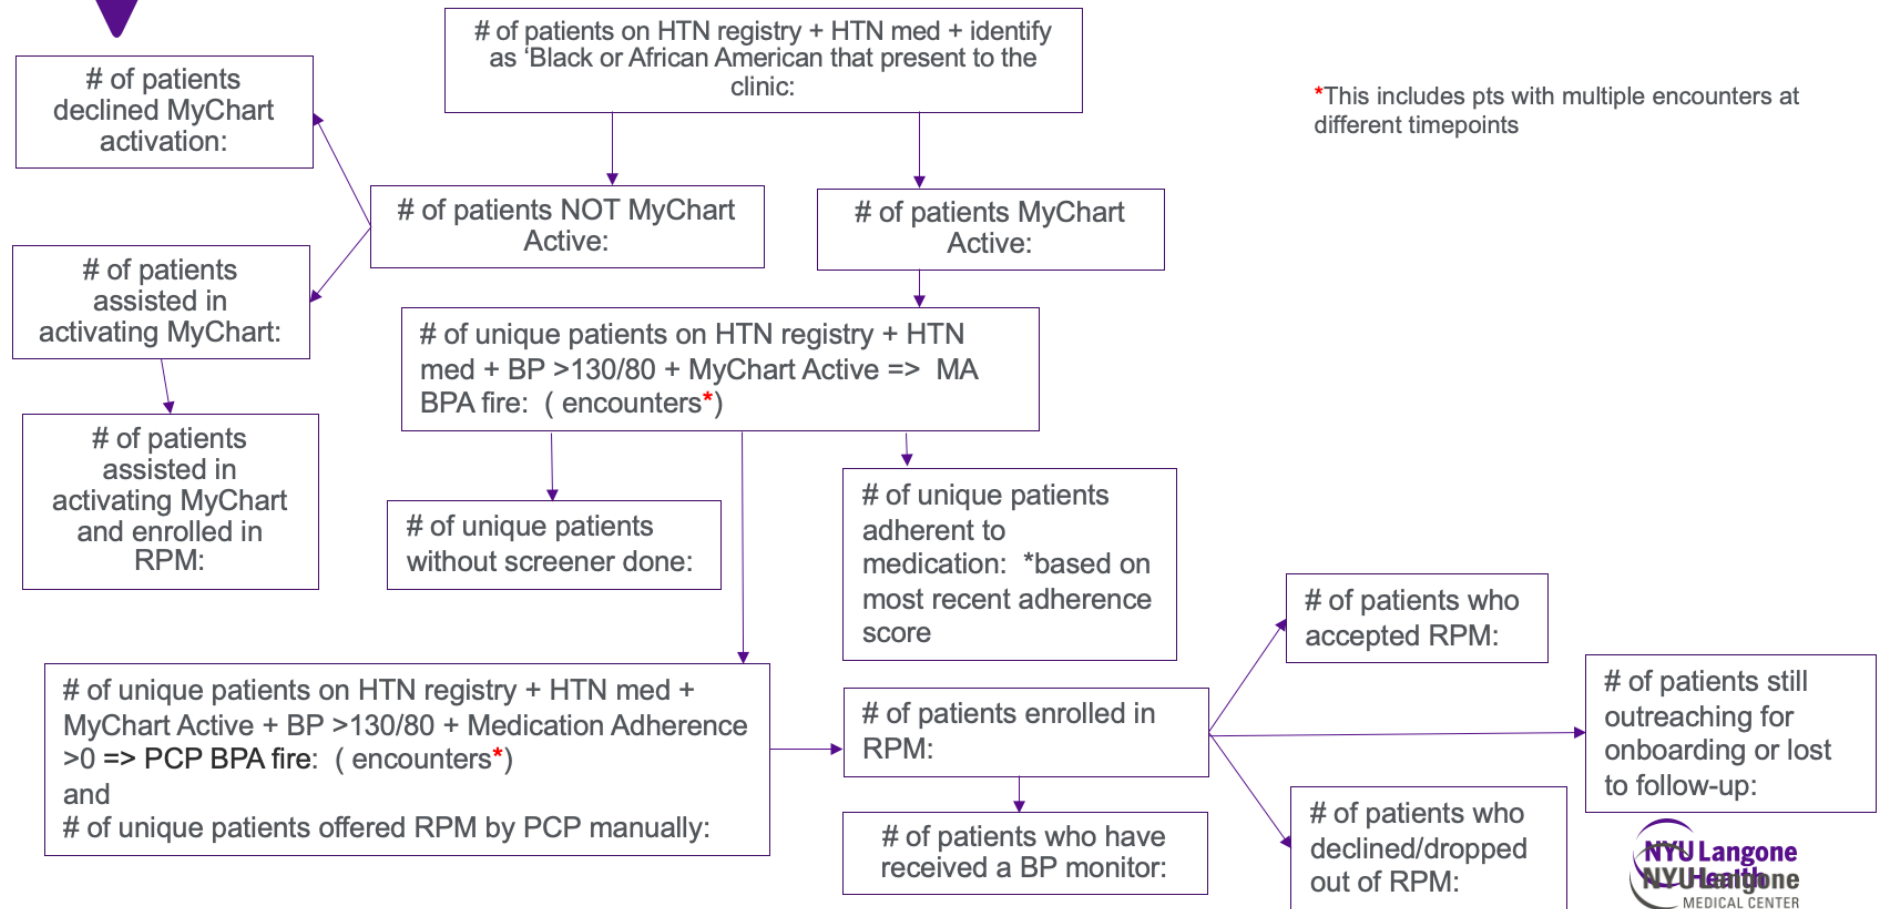 # of patients on HTN registry + HTN med + identify
as ‘Black or African American that present to the
clinic:
*This includes pts with multiple encounters at
different timepoints
# of patients
declined MyChart
activation:
# of patients NOT MyChart
Active:
# of patients MyChart
Active:
# of patients
assisted in
activating MyChart:
# of unique patients on HTN registry + HTN
med + BP >130/80 + MyChart Active => MA
BPA fire: ( encounters*)
# of patients
assisted in
activating MyChart
and enrolled in
RPM:
# of unique patients
without screener done:
# of unique patients
adherent to
medication: *based on
most recent adherence
score
# of unique patients on HTN registry + HTN med +
MyChart Active + BP >130/80 + Medication Adherence
>0 => PCP BPA fire: ( encounters*)
and
# of unique patients offered RPM by PCP manually:
# of patients enrolled in
RPM:
# of patients who have
received a BP monitor:
# of patients who
accepted RPM:
# of patients still
outreaching for
onboarding or lost
to follow-up:
# of patients who
declined/dropped
out of RPM:
NYU Langone
Health
NYU Langone
MEDICAL CENTER